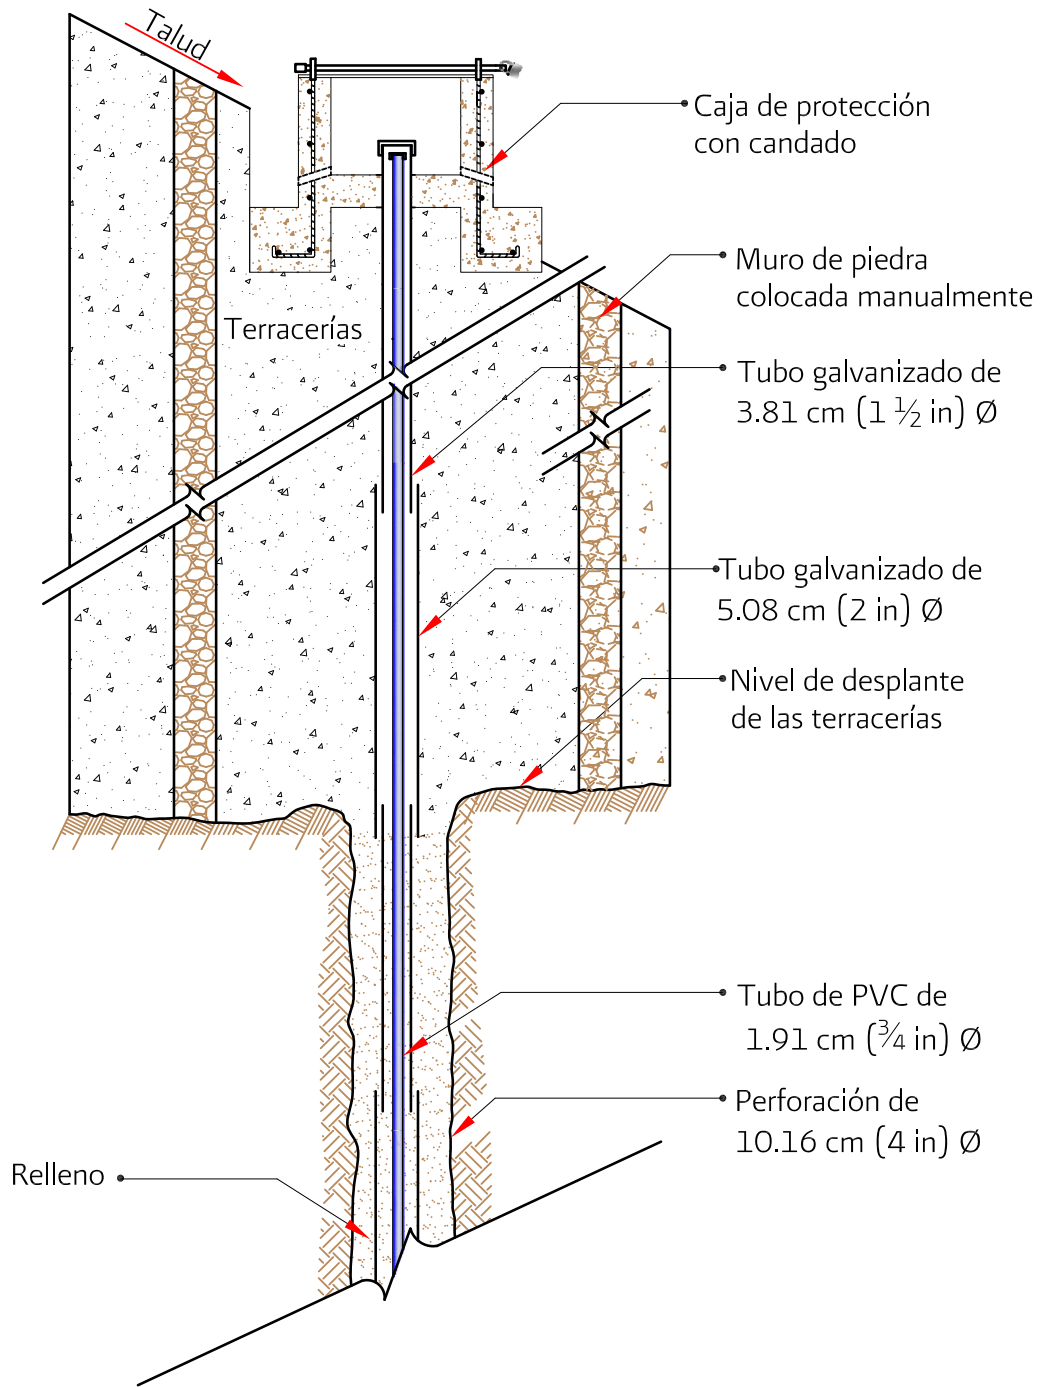 Talud
Caja de protección
con candado
Muro de piedra
colocada manualmente
Terracerías
Tubo galvanizado de
3.81 cm (1 ½ in) Ø
Tubo galvanizado de
5.08 cm (2 in) Ø
Nivel de desplante
de las terracerías
Tubo de PVC de
1.91 cm (¾ in) Ø
Perforación de
10.16 cm (4 in) Ø
Relleno